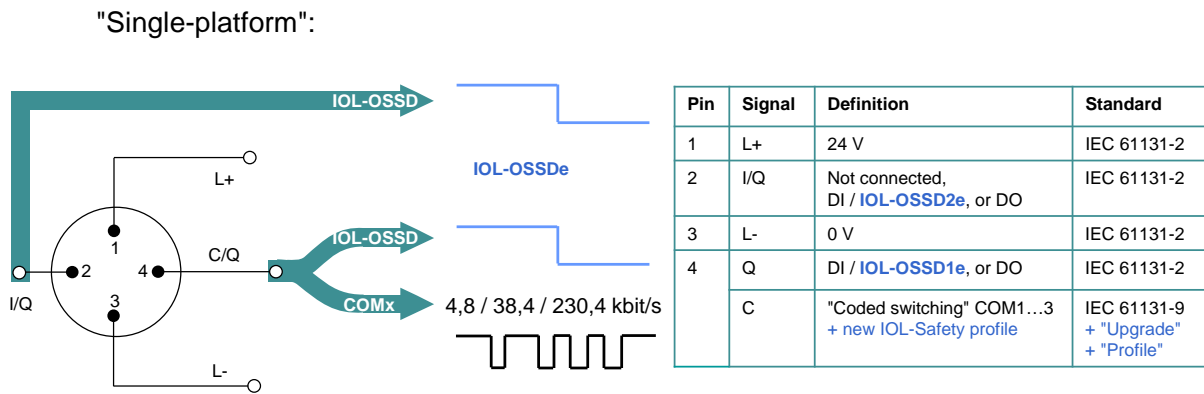 "Single-platform":
IOL-OSSD
IOL-OSSDe
L+
1
2
4
3
C/Q
I/Q
L-
IOL-OSSD
COMx
4,8 / 38,4 / 230,4 kbit/s
Pin Signal Definition Standard
1 L+ 24 V IEC 61131-2
2 I/Q Not connected, IEC 61131-2
DI / IOL-OSSD2e, or DO
3 L- 0 V IEC 61131-2
4 Q DI / IOL-OSSD1e, or DO IEC 61131-2
C "Coded switching" COM1…3 IEC 61131-9
+ new IOL-Safety profile + "Upgrade"
+ "Profile"